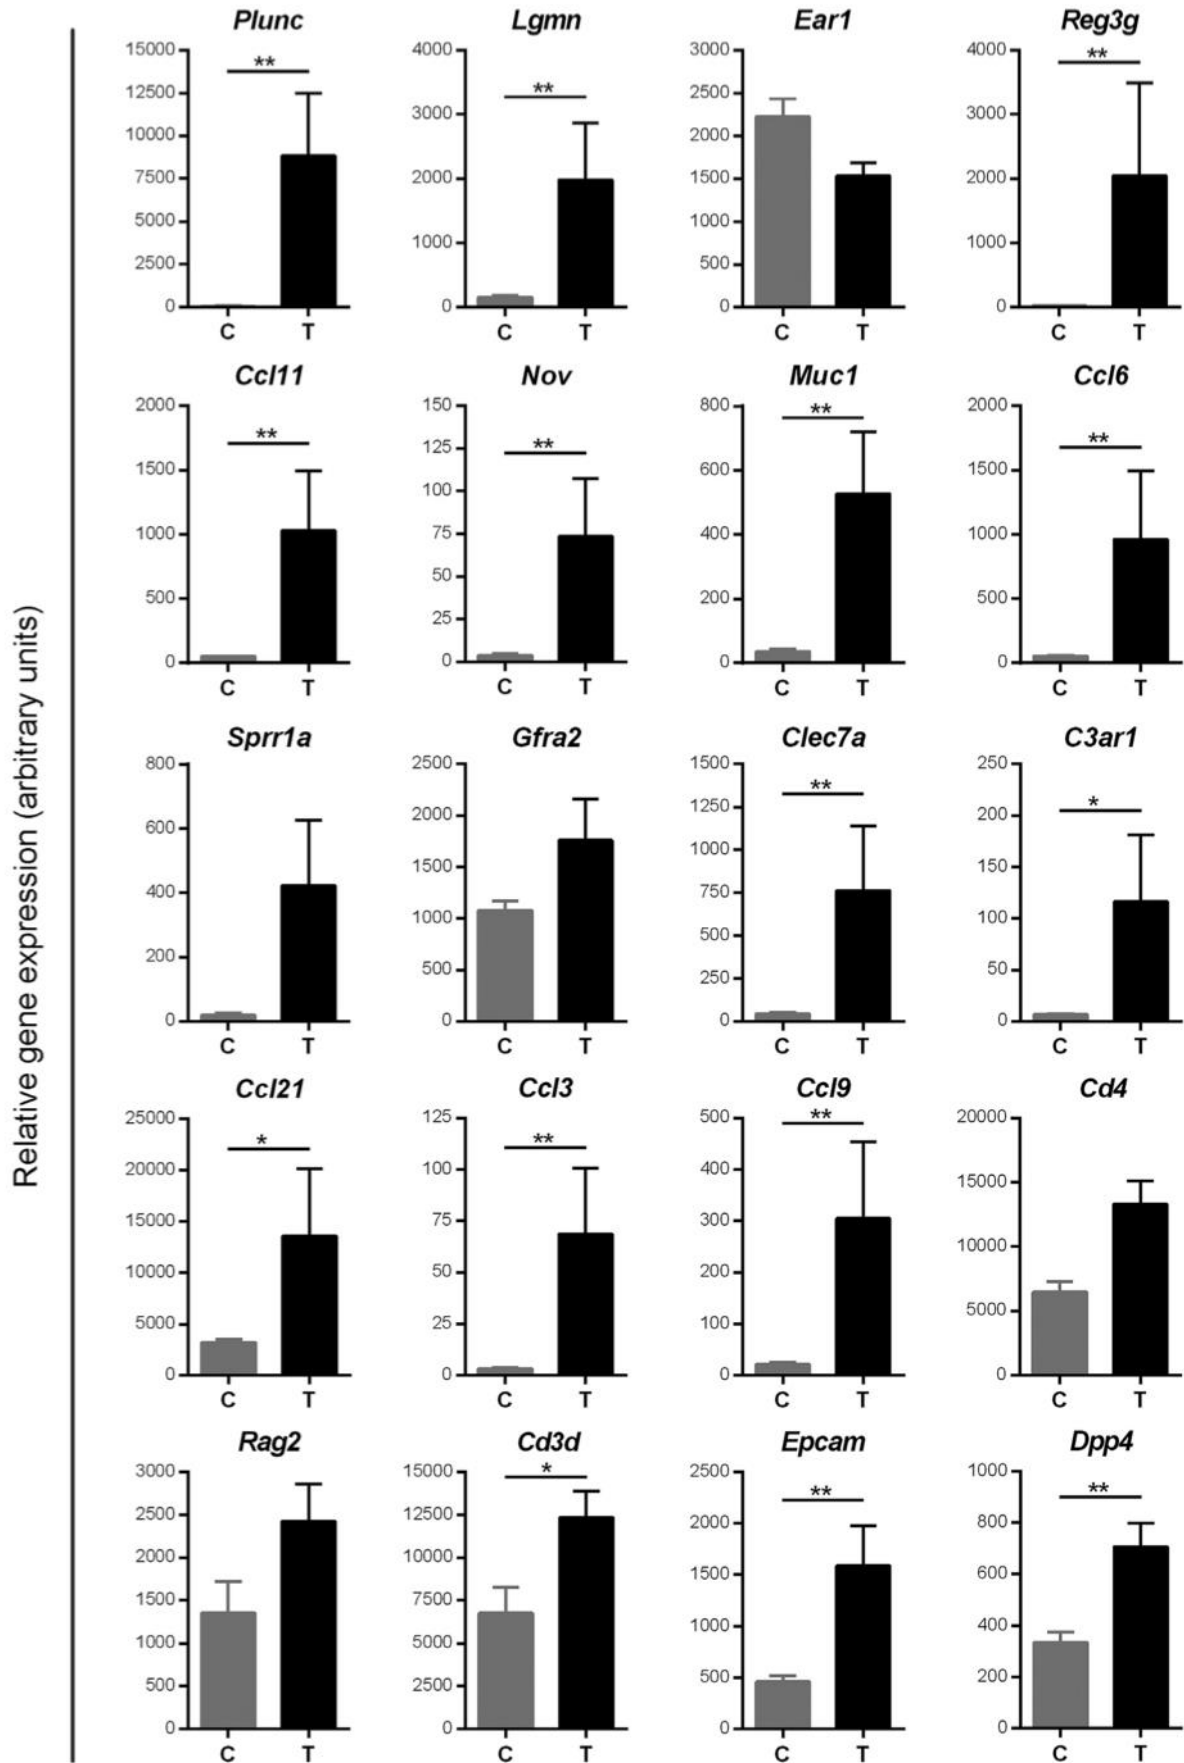 Relative gene expression (arbitrary units)
Plunc Lgmn Ear1 Reg3g
15000 4000 3000 4000
** ** **
12500 3000 2500 3000
10000 2000
7500 2000 1500 2000
5000 1000 1000 1000
2500 500
0 0 0 0
C T C T C T C T
Ccl11 Nov Muc1 Ccl6
2000 150 800 2000
** ** ** **
1500 125 600 1500
1000 100 400 1000
75
500 50 200 500
25
0 0 0 0
C T C T C T C T
Sprr1a Gfra2 Clec7a C3ar1
800 2500 1500 250
** *
600 2000 1250 200
400 1500 1000 150
1000 750 100
200 500 500 50
250
0 0 0 0
C T C T C T C T
Ccl21 Ccl3 Ccl9 Cd4
25000 125 500 20000
* ** **
20000 100 400 15000
15000 75 300 10000
10000 50 200
5000 25 100 5000
0 0 0 0
C T C T C T C T
Rag2 Cd3d Epcam Dpp4
3000 15000 2500 1000
* ** **
2500 12500 2000 800
2000 10000 1500 600
1500 7500 1000 400
1000 5000
500 2500 500 200
0 0 0 0
C T C T C T C T